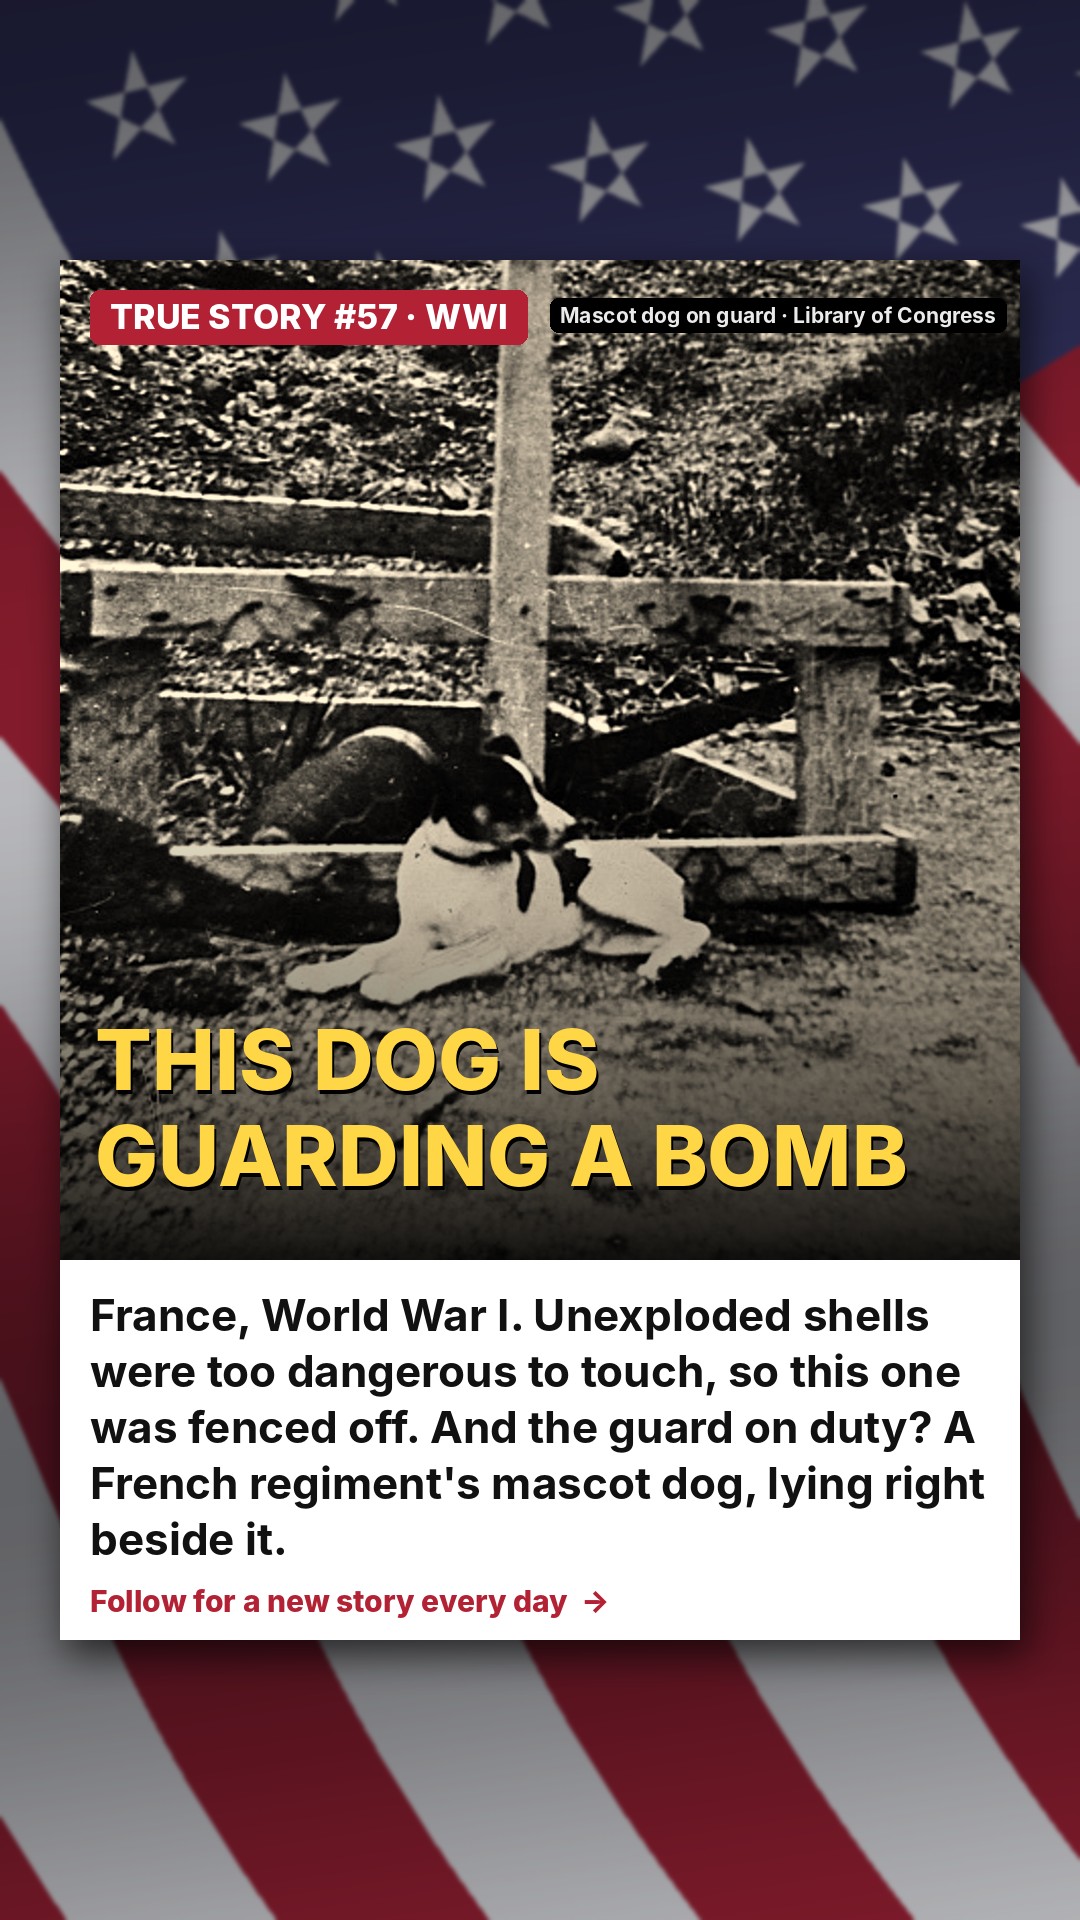 TRUE STORY #57 · WWI
Mascot dog on guard · Library of Congress
THIS DOG IS
GUARDING A BOMB
France, World War I. Unexploded shells
were too dangerous to touch, so this one
was fenced off. And the guard on duty? A
French regiment's mascot dog, lying right
beside it.
Follow for a new story every day →